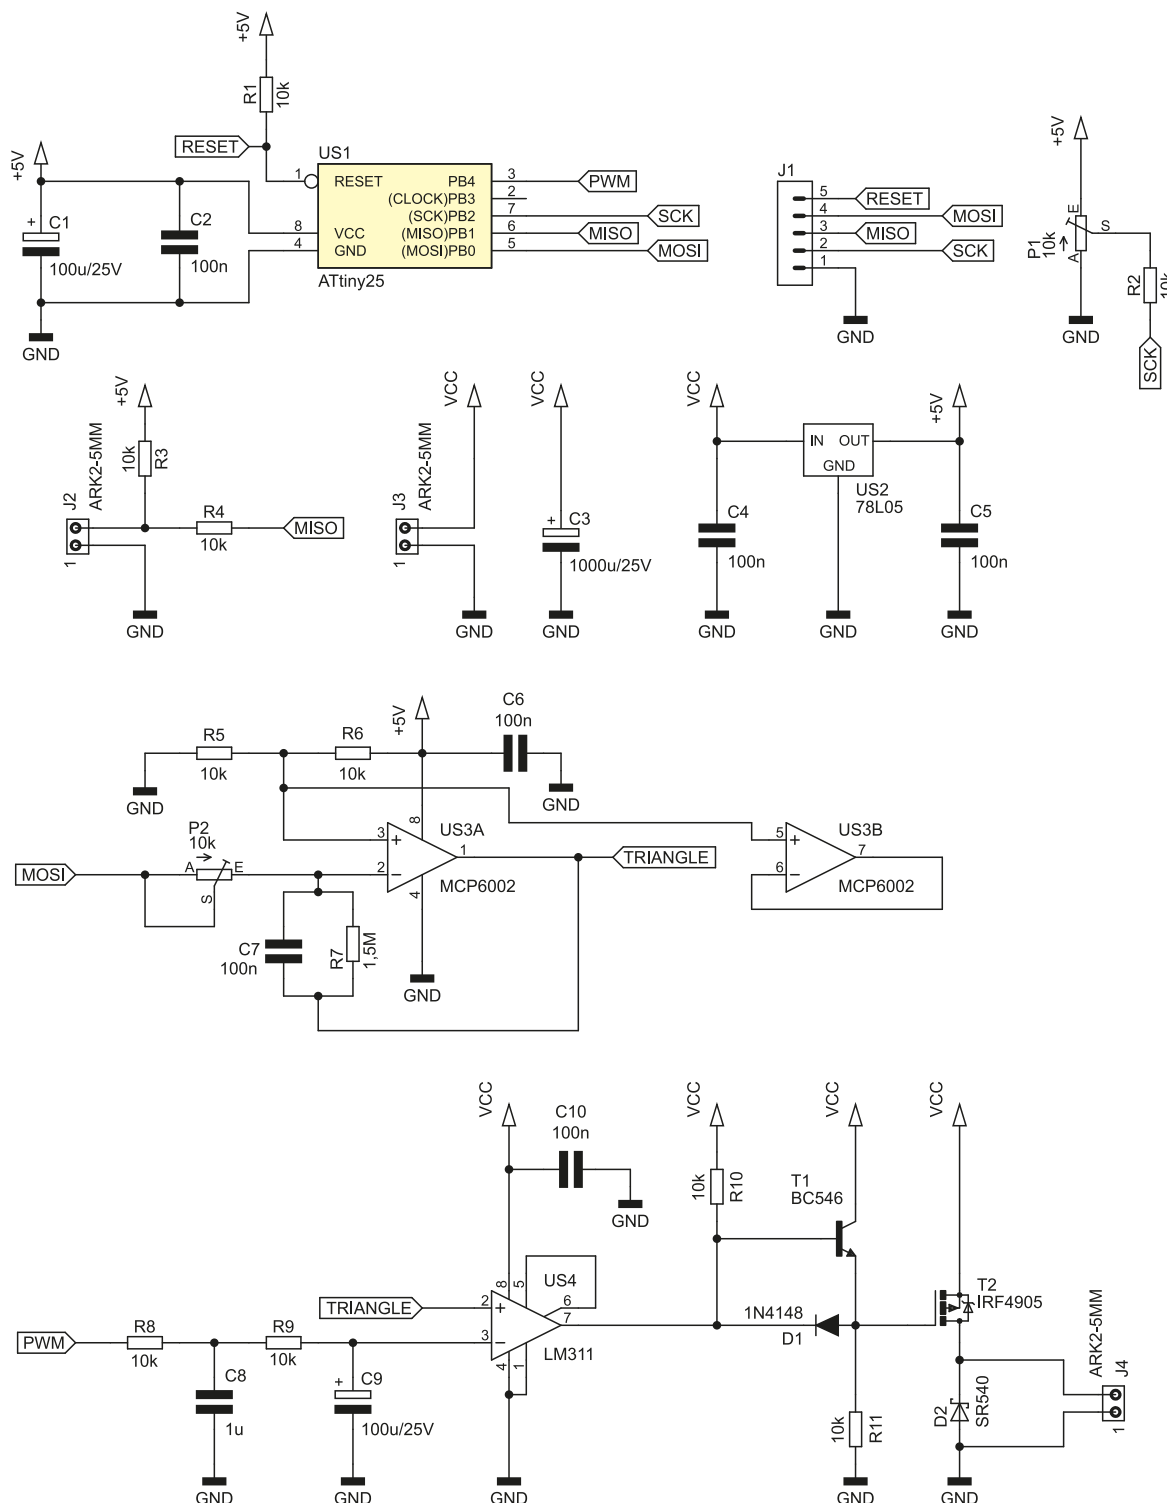 +5V
R1
10k
RESET
+5V
US1
1
RESET
PB4
3
PWM
(CLOCK)PB3
2
(SCK)PB2
7
SCK
8
VCC
(MISO)PB1
6
MISO
4
GND
(MOSI)PB0
5
MOSI
ATtiny25
+
C1
100u/25V
C2
100n
GND
J1
5
RESET
4
MOSI
3
MISO
2
SCK
1
GND
+5V
P1
10k
E
S
A
GND
R2
10k
SCK
+5V
10k
R3
J2
ARK2-5MM
1
R4
10k
MISO
GND
VCC
J3
ARK2-5MM
1
GND
VCC
+
C3
1000u/25V
GND
VCC
C4
100n
GND
IN
OUT
GND
US2
78L05
GND
+5V
C5
100n
GND
R5
10k
GND
R6
10k
+5V
C6
100n
GND
P2
10k
MOSI
A
E
S
3
+
2
–
8
1
4
US3A
MCP6002
TRIANGLE
C7
100n
R7
1,5M
GND
5
+
6
–
7
US3B
MCP6002
VCC
C10
100n
GND
TRIANGLE
2
+
3
–
8
5
US4
6
7
4
1
LM311
GND
PWM
R8
10k
R9
10k
C8
1u
GND
+
C9
100u/25V
GND
VCC
10k
R10
VCC
T1
BC546
1N4148
D1
10k
R11
GND
VCC
T2
IRF4905
D2
SR540
GND
ARK2-5MM
J4
1